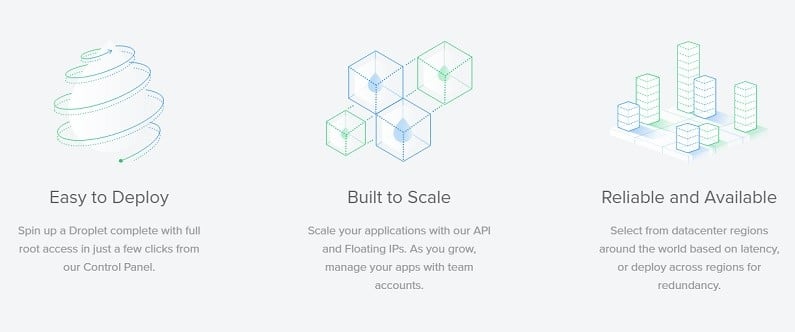 Easy to Deploy
Spin up a Droplet complete with full
root access in just a few clicks from
our Control Panel.
Built to Scale
Scale your applications with our API
and Floating IPs. As you grow,
manage your apps with team
accounts.
Reliable and Available
Select from datacenter regions
around the world based on latency,
or deploy across regions for
redundancy.